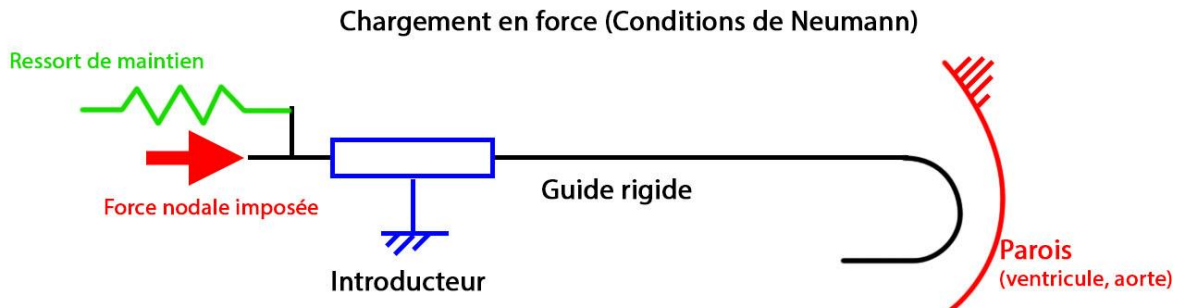 Chargement en force (Conditions de Neumann)
Ressort de maintien
Force nodale imposée
Guide rigide
Introducteur
Parois
(ventricule, aorte)